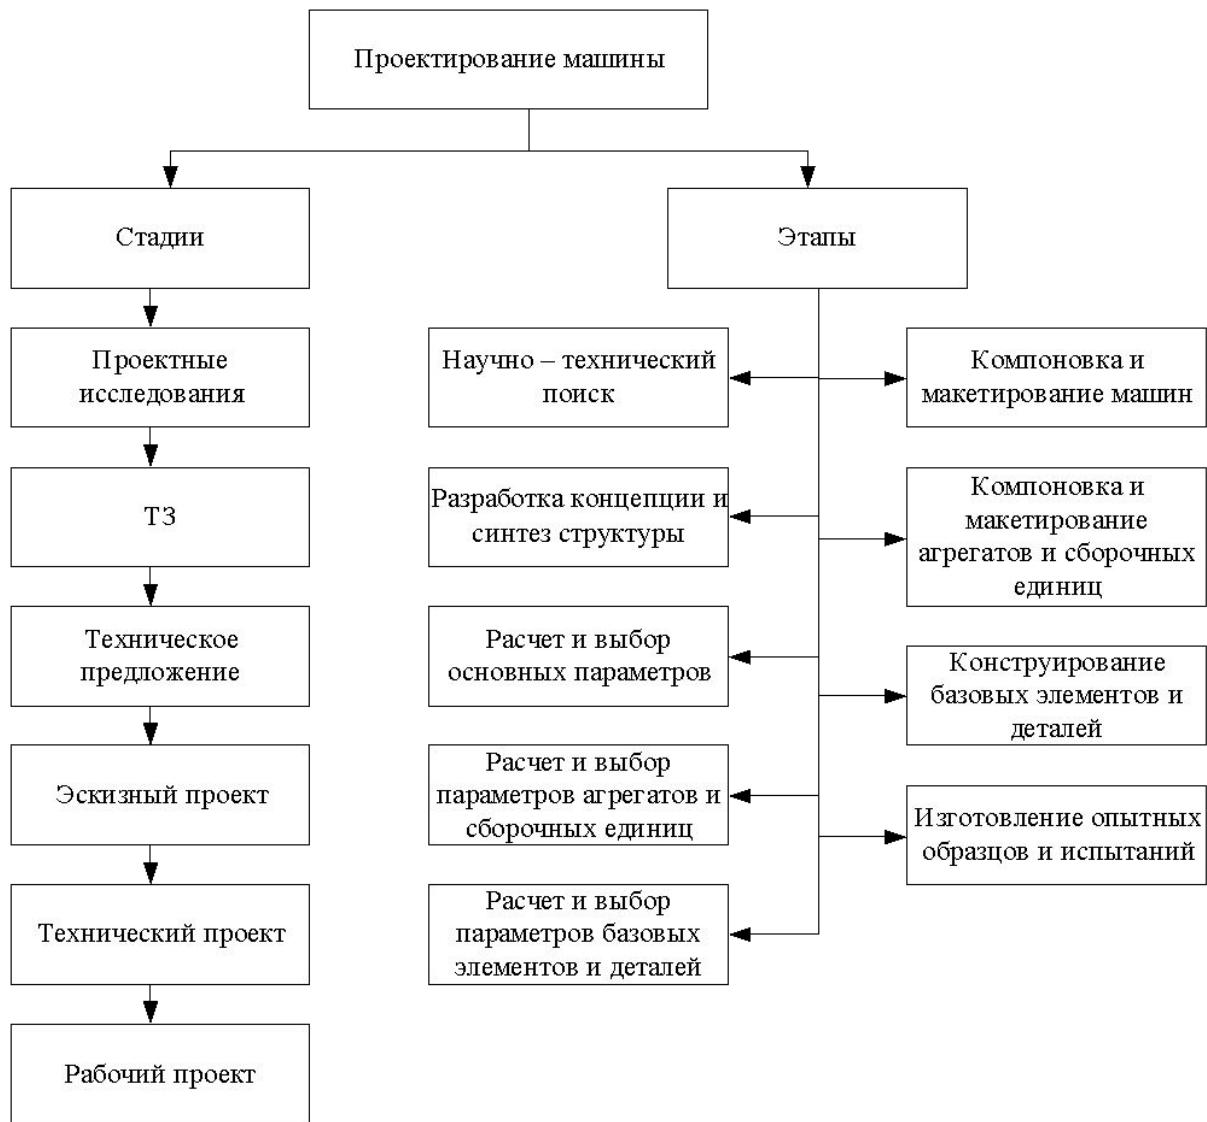 Проектирование машины
Стадии
Этапы
Проектные
исследования
Научно – технический
поиск
Компоновка и
макетирование машин
ТЗ
Разработка концепции и
синтез структуры
Компоновка и
макетирование
агрегатов и сборочных
единиц
Техническое
предложение
Расчет и выбор
основных параметров
Конструирование
базовых элементов и
деталей
Эскизный проект
Расчет и выбор
параметров агрегатов и
сборочных единиц
Изготовление опытных
образцов и испытаний
Технический проект
Расчет и выбор
параметров базовых
элементов и деталей
Рабочий проект